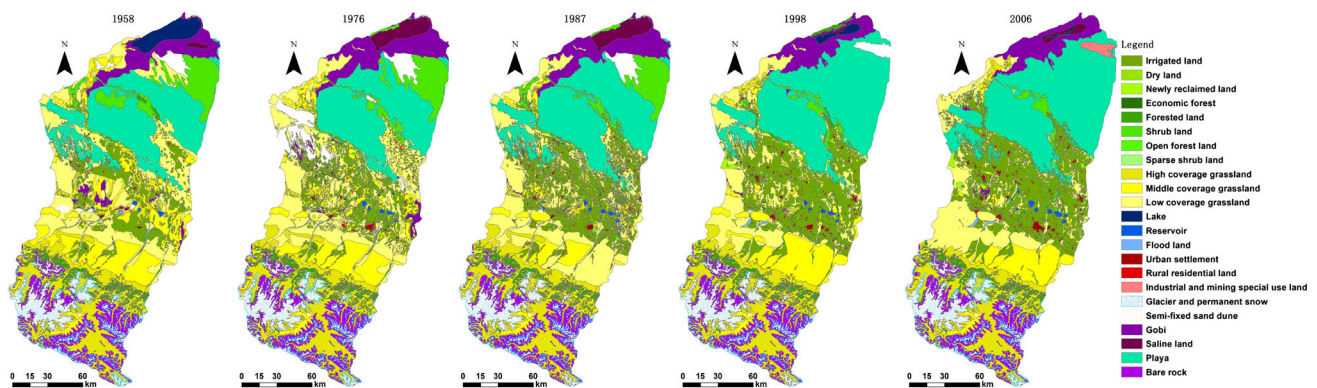 1958
1976
1987
1998
2006
N
N
N
N
N
Legend
Irrigated land
Dry land
Newly reclaimed land
Economic forest
Forested land
Shrub land
Open forest land
Sparse shrub land
High coverage grassland
Middle coverage grassland
Low coverage grassland
Lake
Reservoir
Flood land
Urban settlement
Rural residential land
Industrial and mining special use land
Glacier and permanent snow
Semi-fixed sand dune
Gobi
Saline land
Playa
Bare rock
0 15 30 60
km
0 15 30 60
km
0 15 30 60
km
0 15 30 60
km
0 15 30 60
km